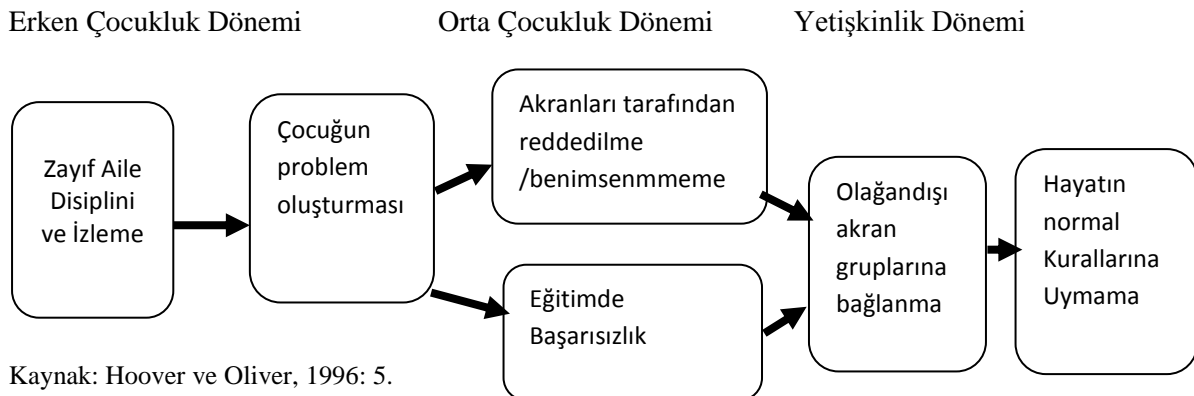 Erken Çocukluk Dönemi
Orta Çocukluk Dönemi
Yetişkinlik Dönemi
Zayıf Aile
Disiplini
ve İzleme
Çocuğun
problem
oluşturması
Akranları tarafından
reddedilme
/benimsenmmeme
Eğitimde
Başarısızlık
Olağandışı
akran
gruplarına
bağlanma
Hayatın
normal
Kurallarına
Uymama
Kaynak: Hoover ve Oliver, 1996: 5.